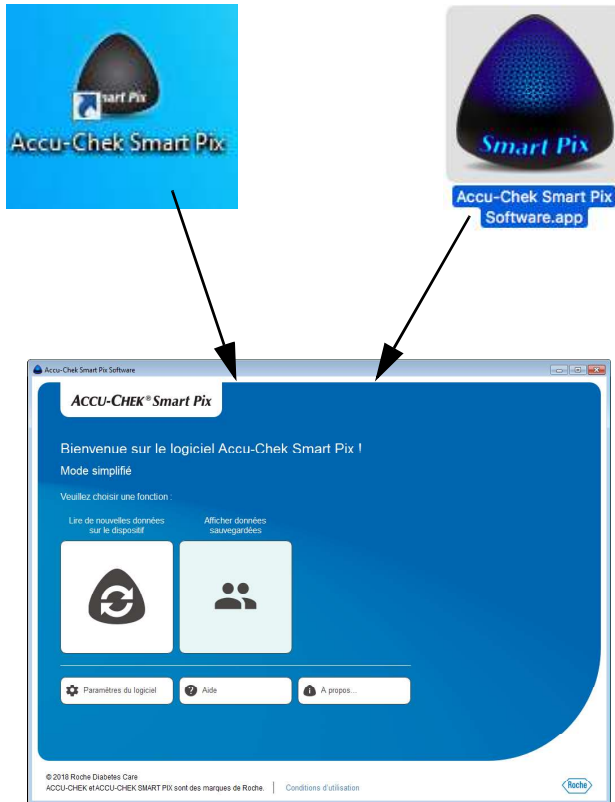 Smart Pix
Accu-Chek Smart Pix
Smart Pix
Accu-Chek Smart Pix
Software.app
Accu-Chek Smart Pix Software
ACCU-CHEK® Smart Pix
Bienvenue sur le logiciel Accu-Chek Smart Pix !
Mode simplifié
Veuillez choisir une fonction :
Lire de nouvelles données
sur le dispositif
Afficher données
sauvegardées
Paramètres du logiciel
Aide
A propos...
© 2018 Roche Diabetes Care
ACCU-CHEK et ACCU-CHEK SMART PIX sont des marques de Roche.
Conditions d'utilisation
Roche